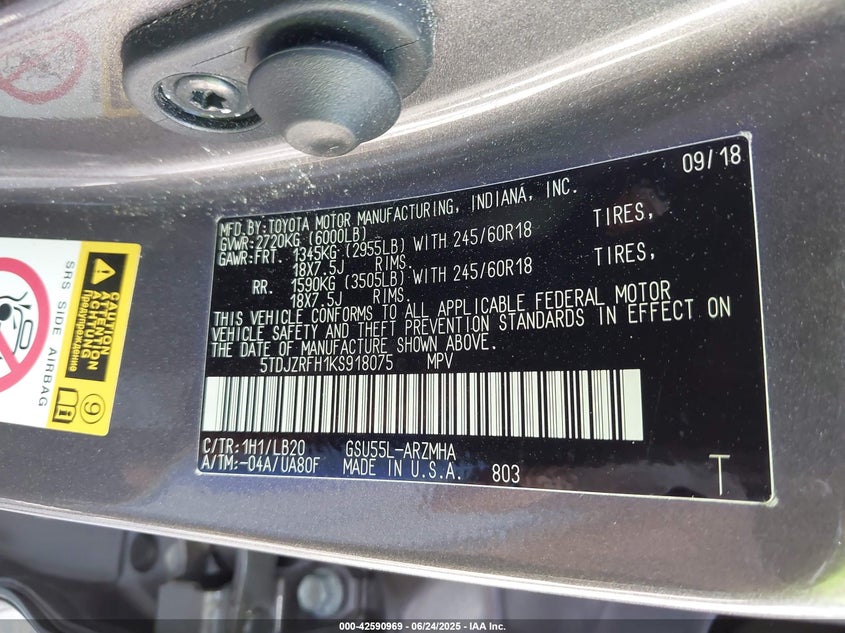 09/18
MFD.BY:TOYOTA MOTOR MANUFACTURING, INDIANA, INC.
GVWR:2720KG (6000LB)
GAWR:FRT. 1345KG (2955LB) WITH 245/60R18 TIRES,
18X7.5J RIMS.
RR. 1590KG (3505LB) WITH 245/60R18 TIRES,
18X7.5J RIMS.
THIS VEHICLE CONFORMS TO ALL APPLICABLE FEDERAL MOTOR
VEHICLE SAFETY AND THEFT PREVENTION STANDARDS IN EFFECT ON
THE DATE OF MANUFACTURE SHOWN ABOVE.
5TDJZRFH1KS918075 MPV
C/TR:1H1/LB20 GSU55L-ARZMHA
A/TM:-04A/UA80F MADE IN U.S.A. 803
T
SRS SIDE AIRBAG
CAUTION
ATTENTION
ACHTUNG
Предупреждение
9
000-42590969 - 06/24/2025 - IAA Inc.